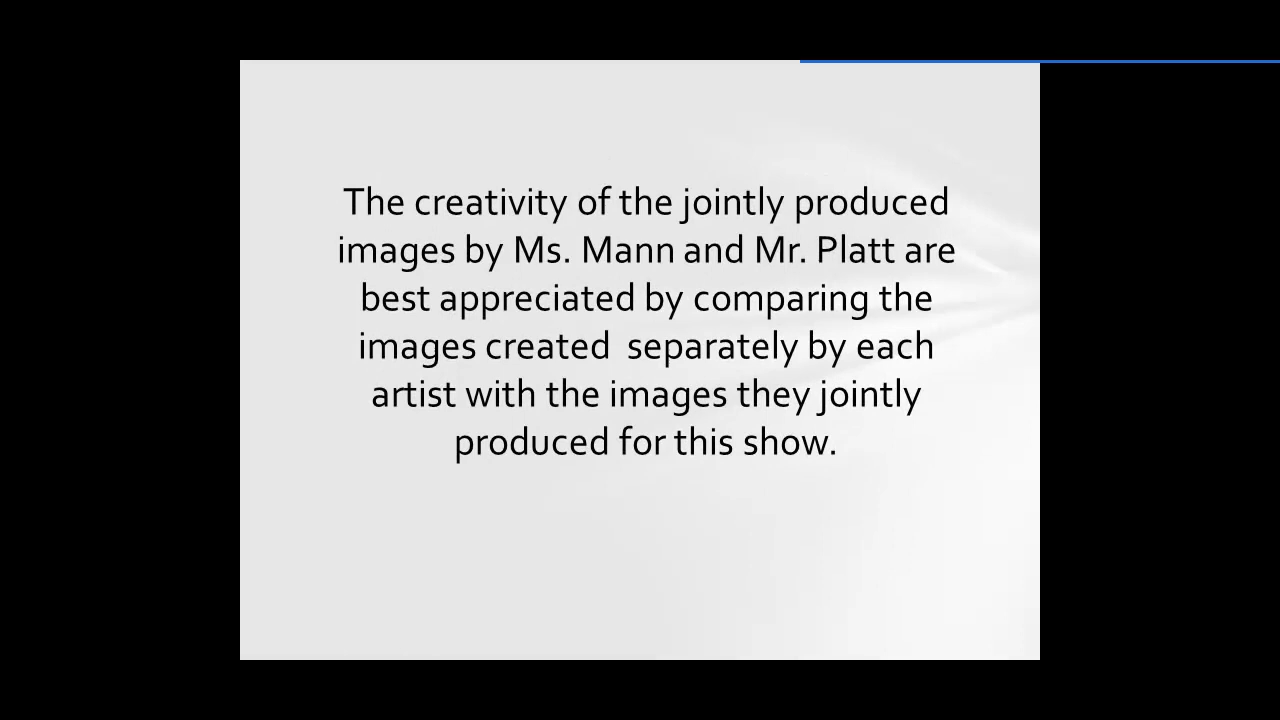 The creativity of the jointly produced
images by Ms. Mann and Mr. Platt are
best appreciated by comparing the
images created  separately by each
artist with the images they jointly
produced for this show.